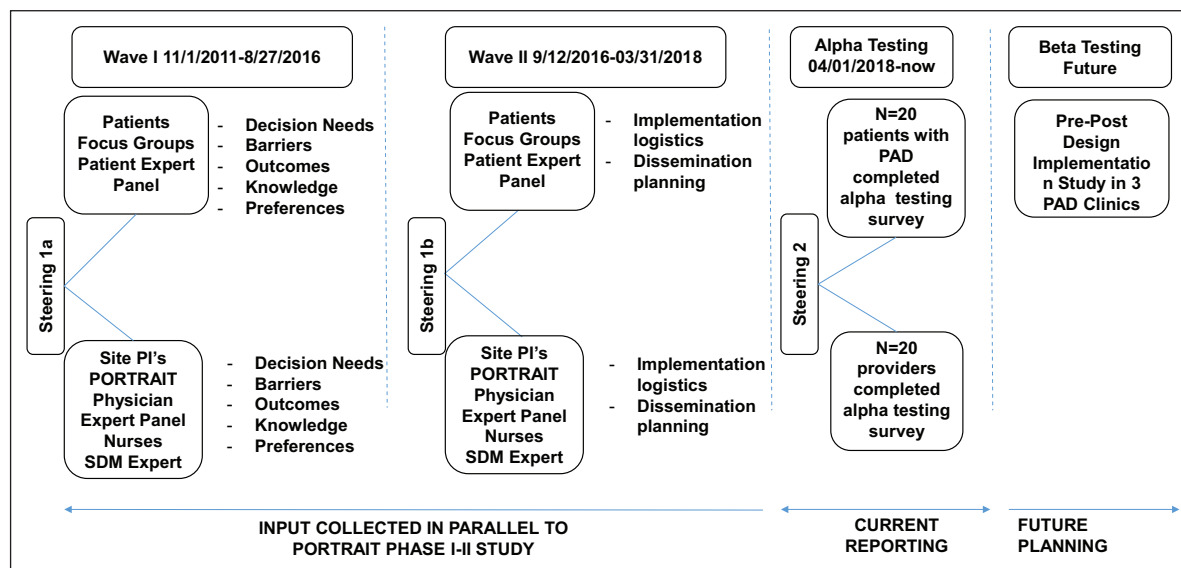 Wave I 11/1/2011-8/27/2016
Wave II 9/12/2016-03/31/2018
Alpha Testing
04/01/2018-now
Beta Testing
Future
Patients
Focus Groups
Patient Expert
Panel
- Decision Needs
- Barriers
- Outcomes
- Knowledge
- Preferences
Steering 1a
Site PI's
PORTRAIT
Physician
Expert Panel
Nurses
SDM Expert
- Decision Needs
- Barriers
- Outcomes
- Knowledge
- Preferences
Patients
Focus Groups
Patient Expert
Panel
- Implementation
logistics
- Dissemination
planning
Steering 1b
Site PI's
PORTRAIT
Physician
Expert Panel
Nurses
SDM Expert
- Implementation
logistics
- Dissemination
planning
N=20
patients with
PAD
completed
alpha testing
survey
Steering 2
N=20
providers
completed
alpha testing
survey
Pre-Post
Design
Implementatio
n Study in 3
PAD Clinics
INPUT COLLECTED IN PARALLEL TO
PORTRAIT PHASE I-II STUDY
CURRENT
REPORTING
FUTURE
PLANNING